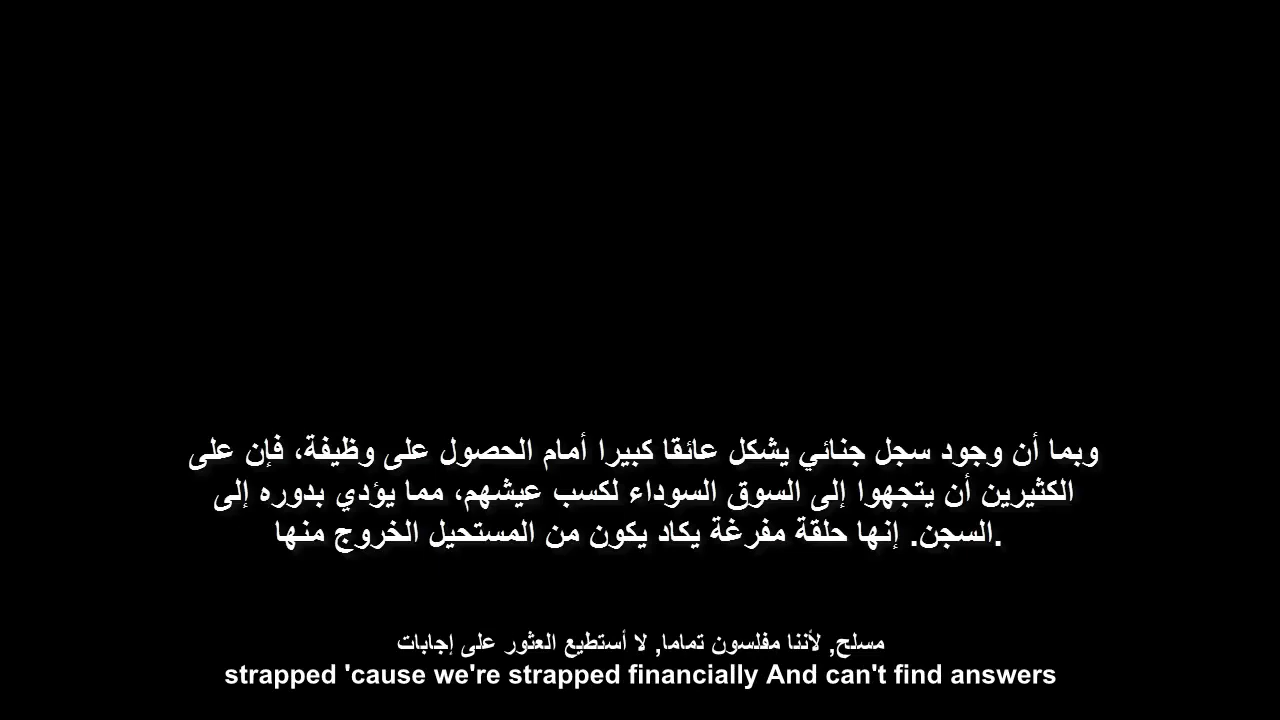 وبما أن وجود سجل جنائي يشكل عائقا كبيرا أمام الحصول على وظيفة، فإن على
الكثيرين أن يتجهوا إلى السوق السوداء لكسب عيشهم، مما يؤدي بدوره إلى
السجن. إنها حلقة مفرغة يكاد يكون من المستحيل الخروج منها.
مسلح, لأننا مفلسون تماما, لا أستطيع العثور على إجابات
strapped 'cause we're strapped financially And can't find answers